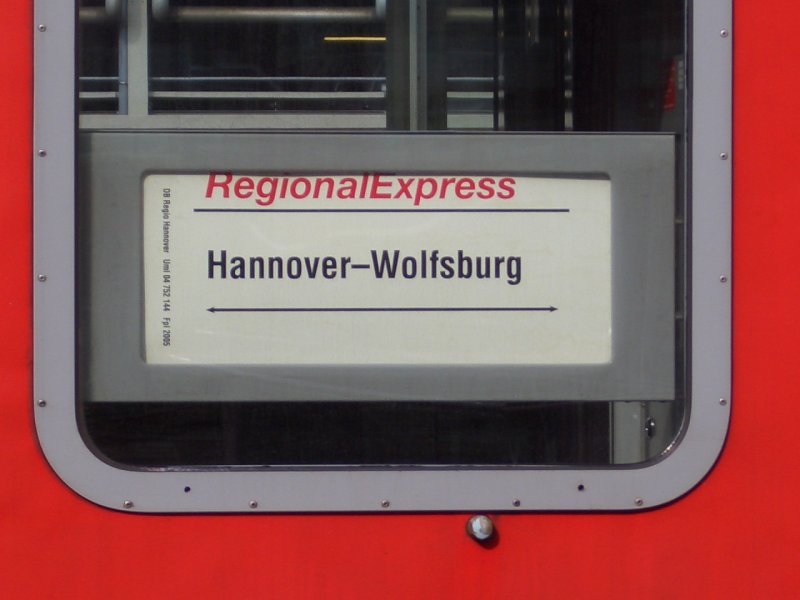 RegionalExpress
Hannover–Wolfsburg
DB Regio Hannover Uml 04 752 144 Fpl 2005